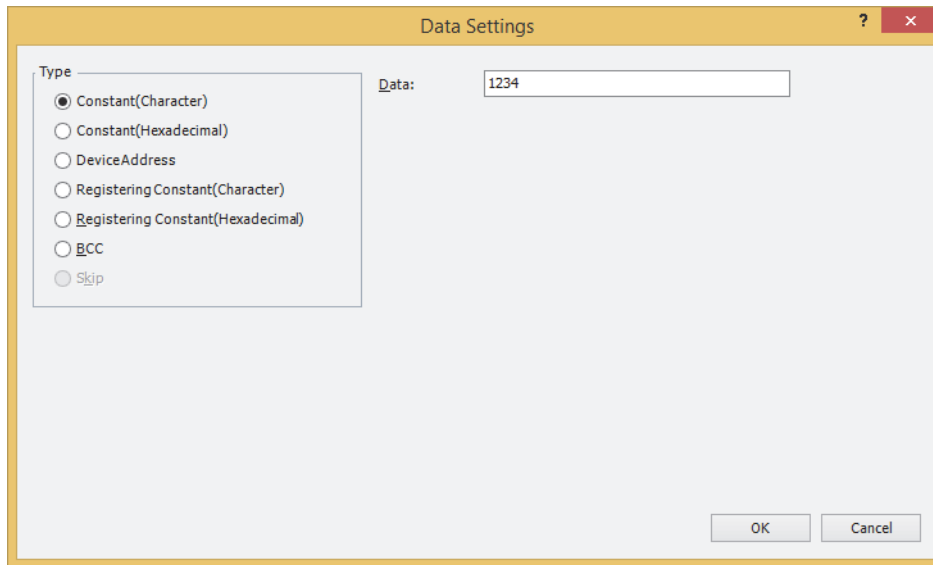 Data Settings
?
Type
Constant(Character)
Constant(Hexadecimal)
DeviceAddress
Registering Constant(Character)
Registering Constant(Hexadecimal)
BCC
Skip
Data:
1234
OK
Cancel